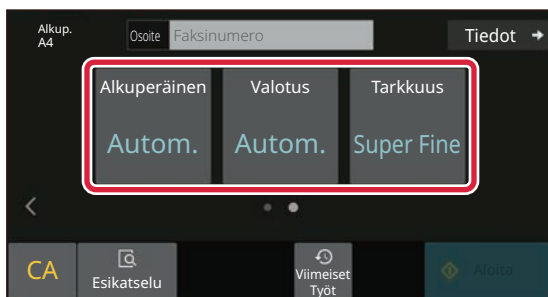 Alkup.
A4
Osoite Faksinumero
Tiedot
Alkuperäinen Valotus Tarkkuus
Autom. Autom. Super Fine
CA
Esikatselu
Viimeiset
Työt
Aloita